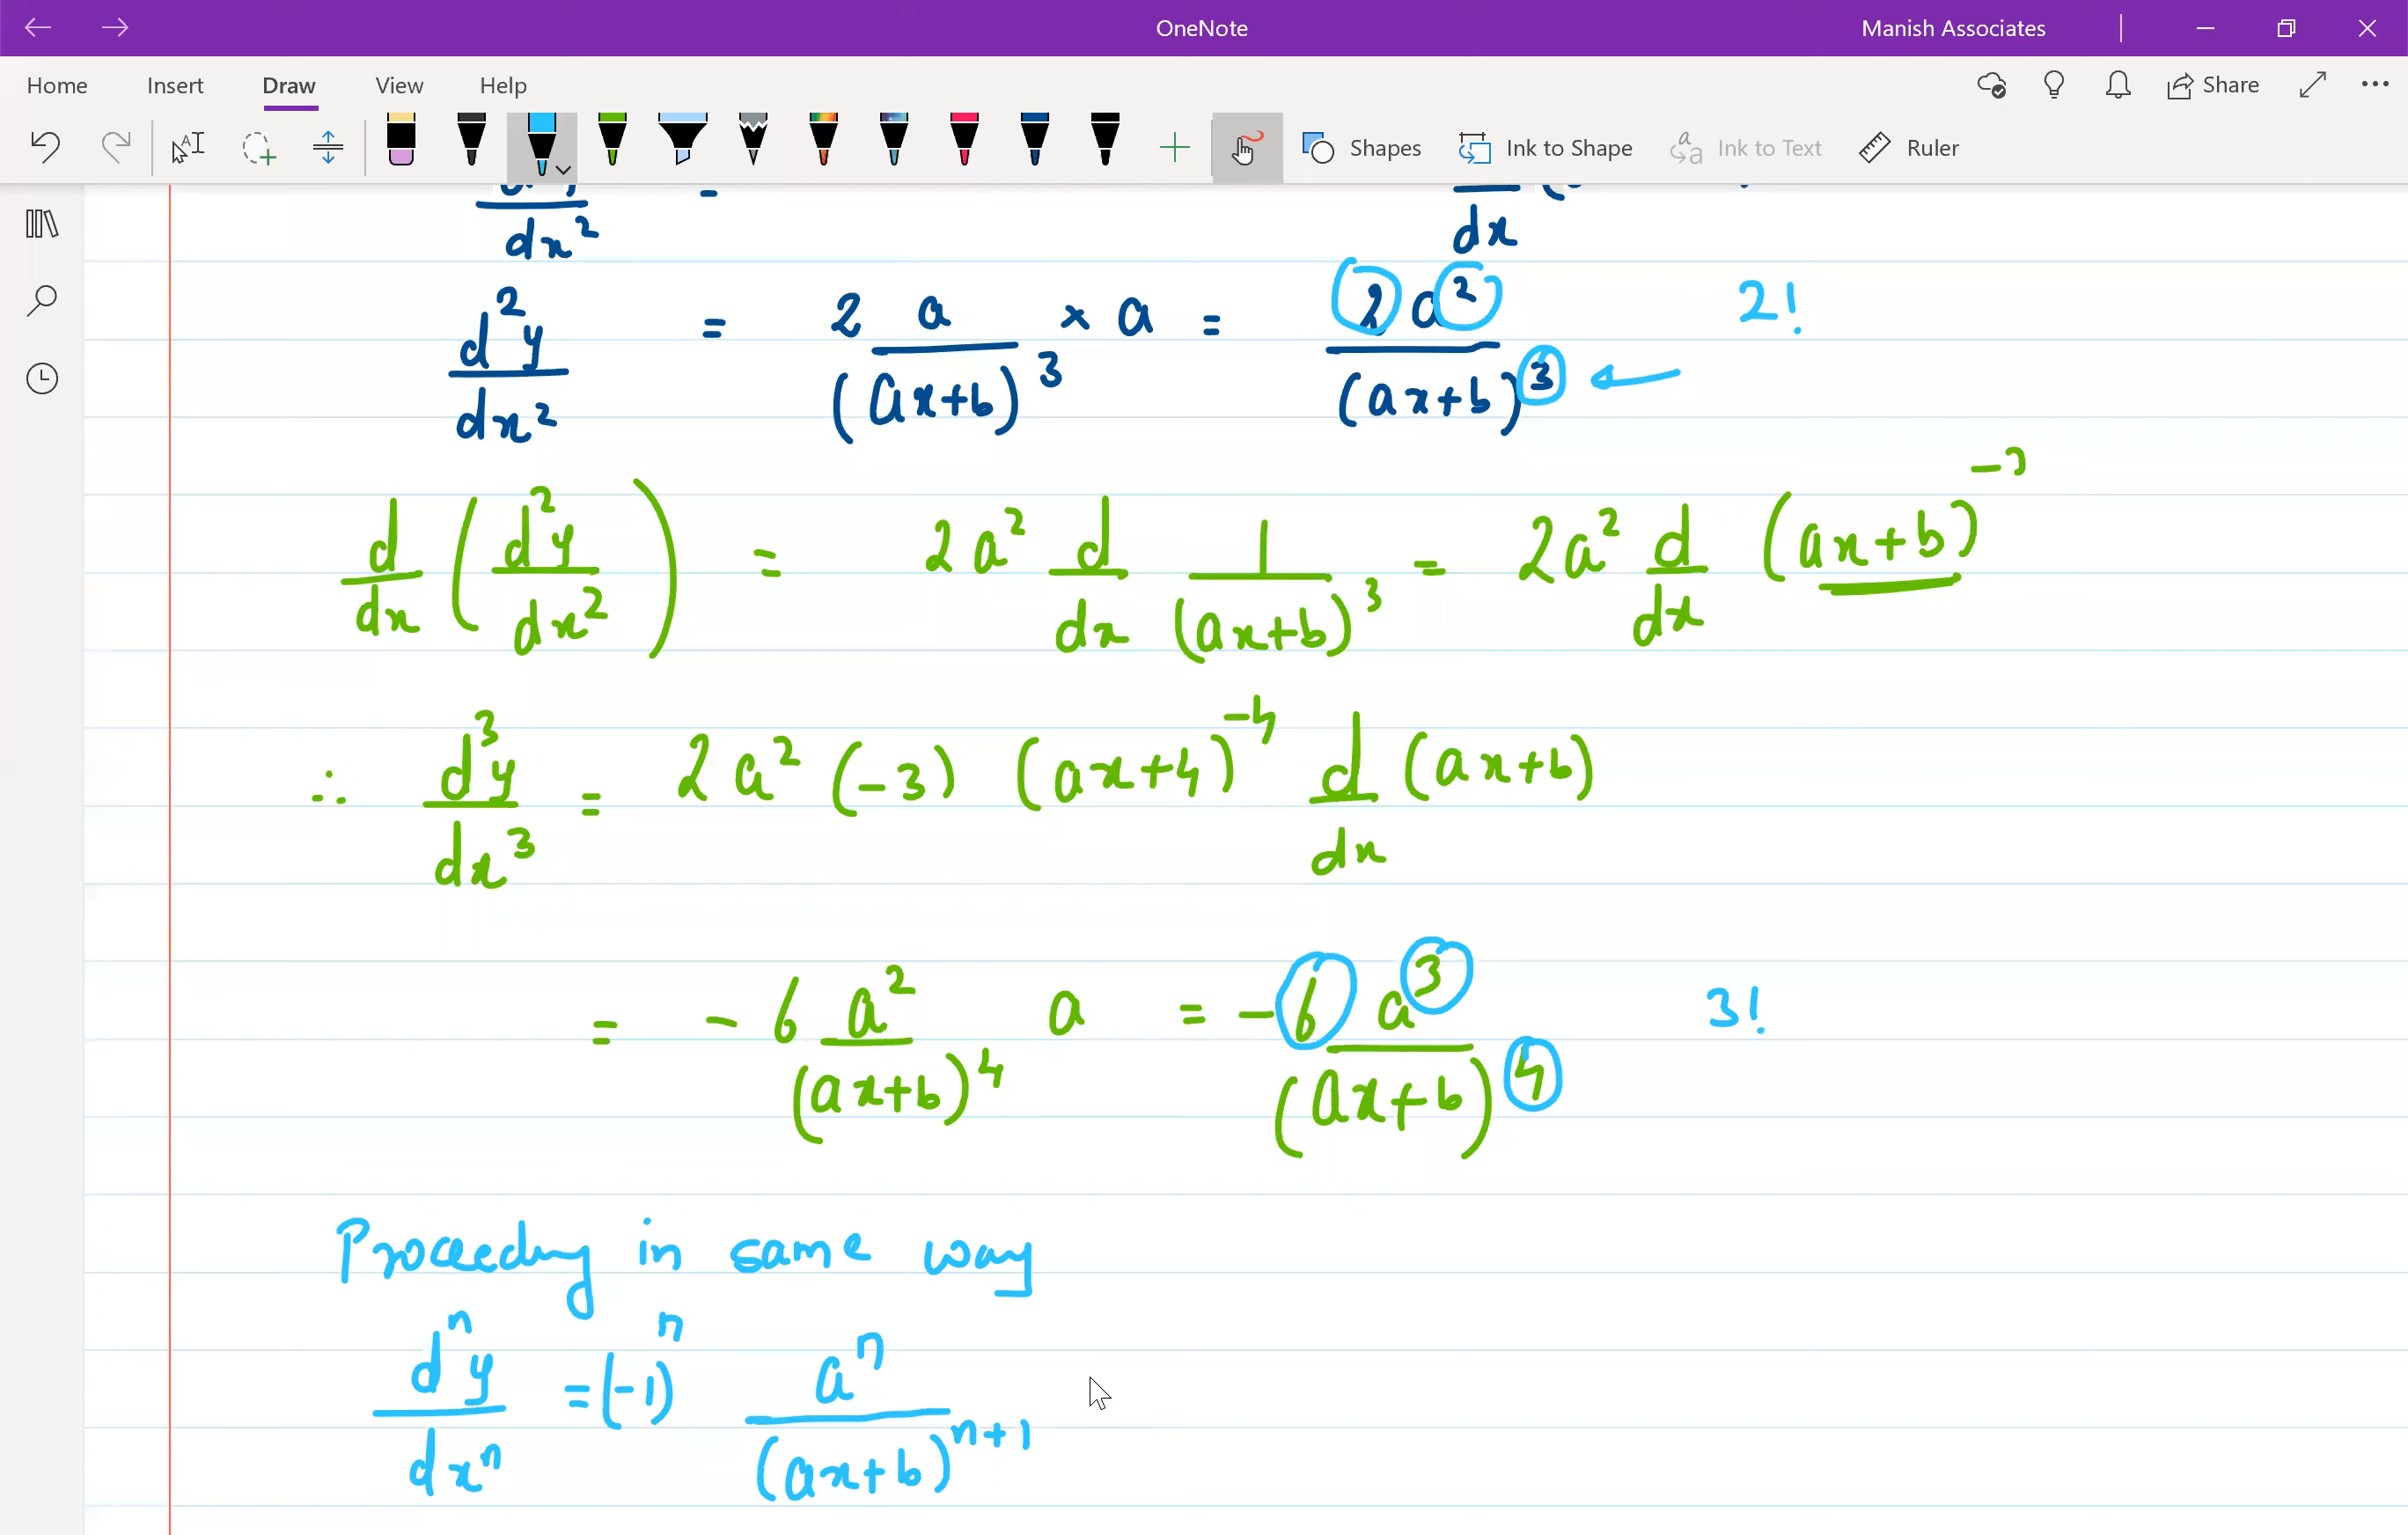 OneNote
Manish Associates
Home Insert Draw View Help Share
Shapes Ink to Shape Ink to Text Ruler
dx² = dx
d²y/dx² = 2 a/(ax+b)³ × a = 2a²/(ax+b)³ 2!
d/dx (d²y/dx²) = 2a² d/dx 1/(ax+b)³ = 2a² d/dx (ax+b)⁻³
∴ d³y/dx³ = 2a² (-3) (ax+4)⁻⁴ d/dx (ax+b)
= - 6 a²/(ax+b)⁴ a = - 6 a³/(ax+b)⁴ 3!
Proceedng in same way
dⁿy/dxⁿ = (-1)ⁿ aⁿ/(ax+b)ⁿ⁺¹